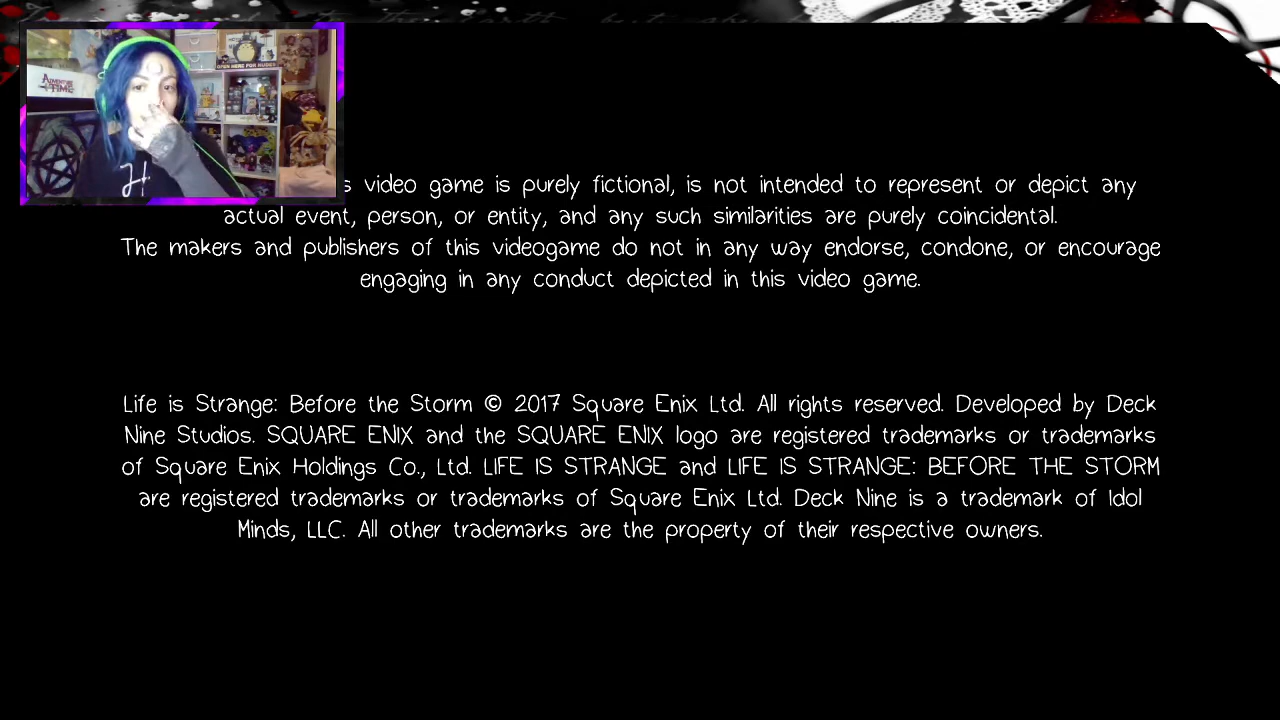 ADVENTURE TIME
OPEN HERE FOR NUDES
s video game is purely fictional, is not intended to represent or depict any
actual event, person, or entity, and any such similarities are purely coincidental.
The makers and publishers of this videogame do not in any way endorse, condone, or encourage
engaging in any conduct depicted in this video game.
Life is Strange: Before the Storm © 2017 Square Enix Ltd. All rights reserved. Developed by Deck
Nine Studios. SQUARE ENIX and the SQUARE ENIX logo are registered trademarks or trademarks
of Square Enix Holdings Co., Ltd. LIFE IS STRANGE and LIFE IS STRANGE: BEFORE THE STORM
are registered trademarks or trademarks of Square Enix Ltd. Deck Nine is a trademark of Idol
Minds, LLC. All other trademarks are the property of their respective owners.